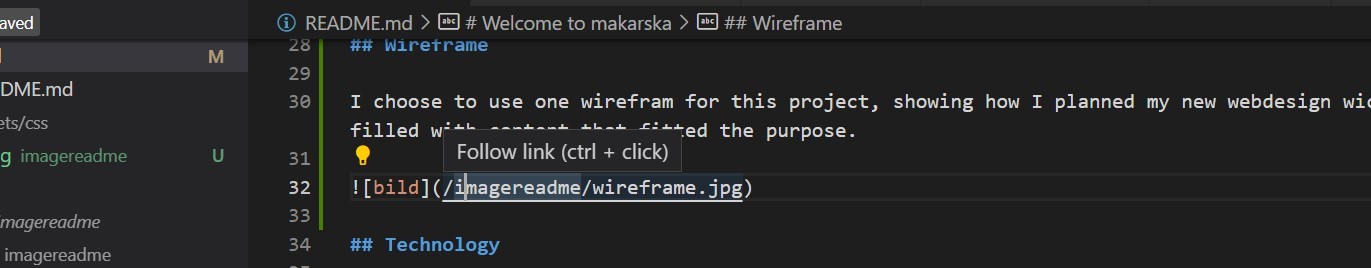 aved
README.md > # Welcome to makarska > ## Wireframe
M
DME.md
ets/css
g imagereadme U
magereadme
imagereadme
28 ## Wireframe
29
30 I choose to use one wirefram for this project, showing how I planned my new webdesign wid
filled with content that fitted the purpose.
Follow link (ctrl + click)
31
32 ![bild](/imagereadme/wireframe.jpg)
33
34 ## Technology